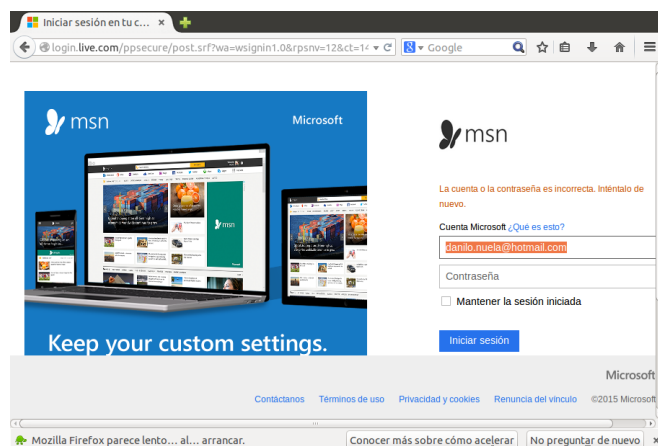 Iniciar sesión en tu c... ×
login.live.com/ppsecure/post.srf?wa=wsignin1.0&rpsnv=12&ct=14
Google
msn
Microsoft
msn
msn
La cuenta o la contraseña es incorrecta. Inténtalo de
nuevo.
Cuenta Microsoft ¿Qué es esto?
danilo.nuela@hotmail.com
Contraseña
Mantener la sesión iniciada
Iniciar sesión
Keep your custom settings.
Microsoft
Contáctanos Términos de uso Privacidad y cookies Renuncia del vínculo ©2015 Microsoft
Mozilla Firefox parece lento... al... arrancar. Conocer más sobre cómo acelerar No preguntar de nuevo ×